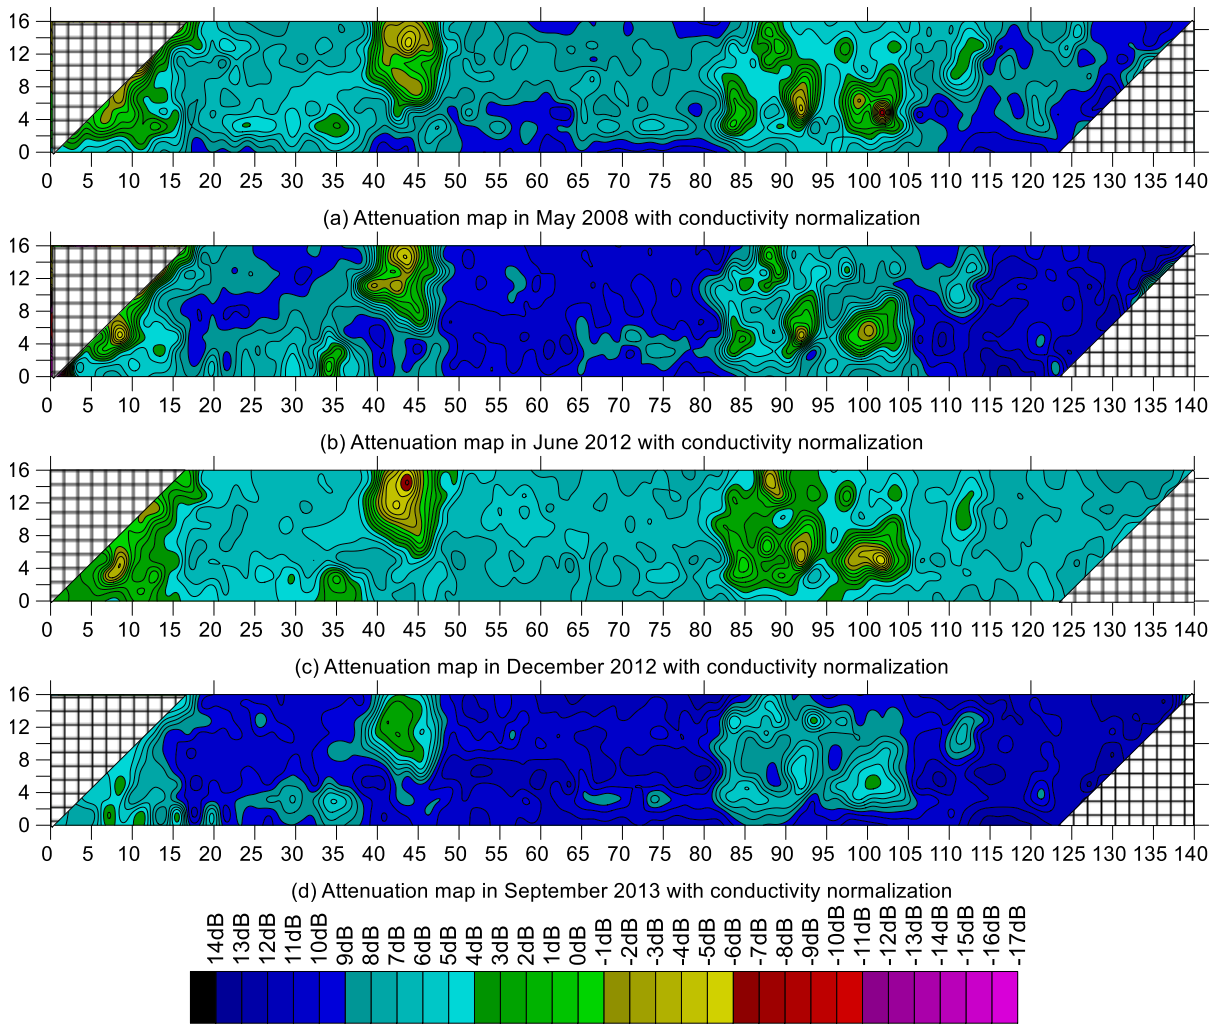 16
12
8
4
0
0 5 10 15 20 25 30 35 40 45 50 55 60 65 70 75 80 85 90 95 100 105 110 115 120 125 130 135 140
(a) Attenuation map in May 2008 with conductivity normalization
16
12
8
4
0
0 5 10 15 20 25 30 35 40 45 50 55 60 65 70 75 80 85 90 95 100 105 110 115 120 125 130 135 140
(b) Attenuation map in June 2012 with conductivity normalization
16
12
8
4
0
0 5 10 15 20 25 30 35 40 45 50 55 60 65 70 75 80 85 90 95 100 105 110 115 120 125 130 135 140
(c) Attenuation map in December 2012 with conductivity normalization
16
12
8
4
0
0 5 10 15 20 25 30 35 40 45 50 55 60 65 70 75 80 85 90 95 100 105 110 115 120 125 130 135 140
(d) Attenuation map in September 2013 with conductivity normalization
14dB
13dB
12dB
11dB
10dB
9dB
8dB
7dB
6dB
5dB
4dB
3dB
2dB
1dB
0dB
-1dB
-2dB
-3dB
-4dB
-5dB
-6dB
-7dB
-8dB
-9dB
-10dB
-11dB
-12dB
-13dB
-14dB
-15dB
-16dB
-17dB